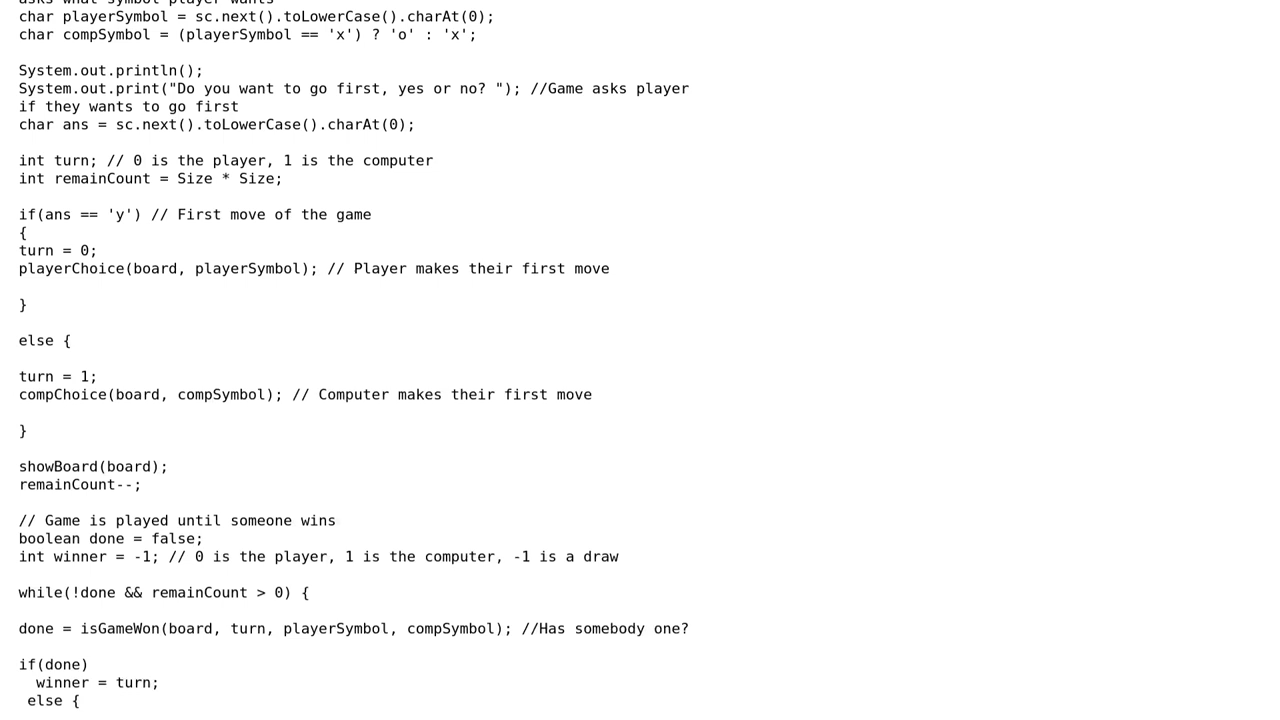 asks what symbol player wants
char playerSymbol = sc.next().toLowerCase().charAt(0);
char compSymbol = (playerSymbol == 'x') ? 'o' : 'x';
System.out.println();
System.out.print("Do you want to go first, yes or no? "); //Game asks player
if they wants to go first
char ans = sc.next().toLowerCase().charAt(0);
int turn; // 0 is the player, 1 is the computer
int remainCount = Size * Size;
if(ans == 'y') // First move of the game
{
turn = 0;
playerChoice(board, playerSymbol); // Player makes their first move
}
else {
turn = 1;
compChoice(board, compSymbol); // Computer makes their first move
}
showBoard(board);
remainCount--;
// Game is played until someone wins
boolean done = false;
int winner = -1; // 0 is the player, 1 is the computer, -1 is a draw
while(!done && remainCount > 0) {
done = isGameWon(board, turn, playerSymbol, compSymbol); //Has somebody one?
if(done)
winner = turn;
else {